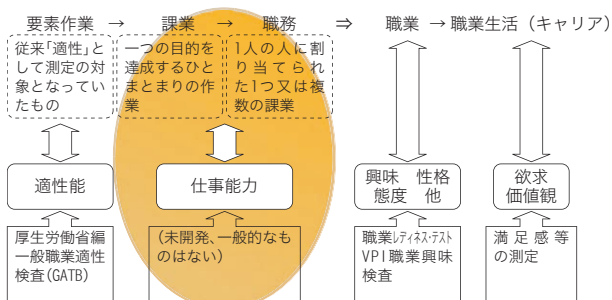 要素作業 → 課業 → 職務 ⇒ 職業 → 職業生活（キャリア）
従来「適性」と
して測定の対
象となってい
たもの
一つの目的を
達成するひと
まとまりの作
業
1人の人に割
り当てられ
た1つ又は複
数の課業
適性能
仕事能力
興味 性格
態度 他
欲求
価値観
厚生労働省編
一般職業適性
検査(GATB)
(未開発、一般的なも
のはない)
職業ﾚﾃﾞｨﾈｽ･ﾃｽﾄ
VPI職業興味
検査
満足感等
の測定